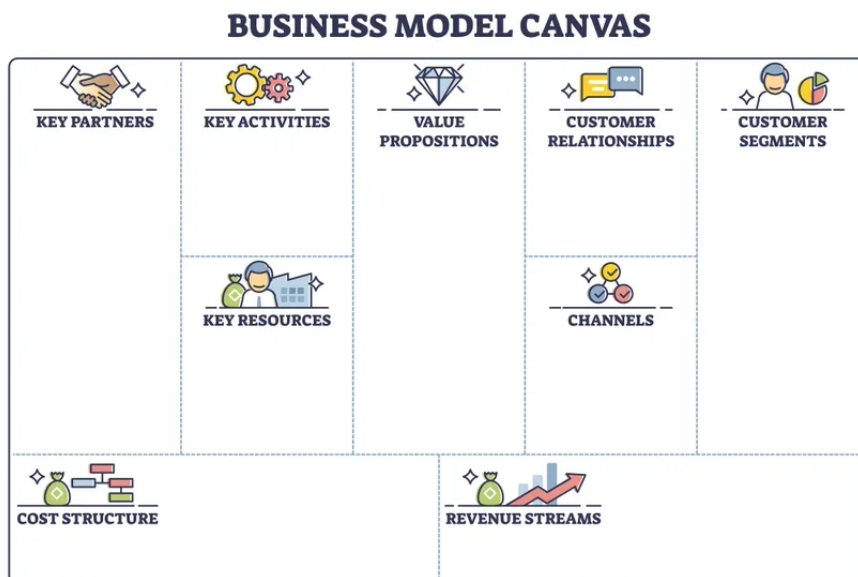 BUSINESS MODEL CANVAS
KEY PARTNERS
KEY ACTIVITIES
VALUE
PROPOSITIONS
CUSTOMER
RELATIONSHIPS
CUSTOMER
SEGMENTS
KEY RESOURCES
CHANNELS
COST STRUCTURE
REVENUE STREAMS